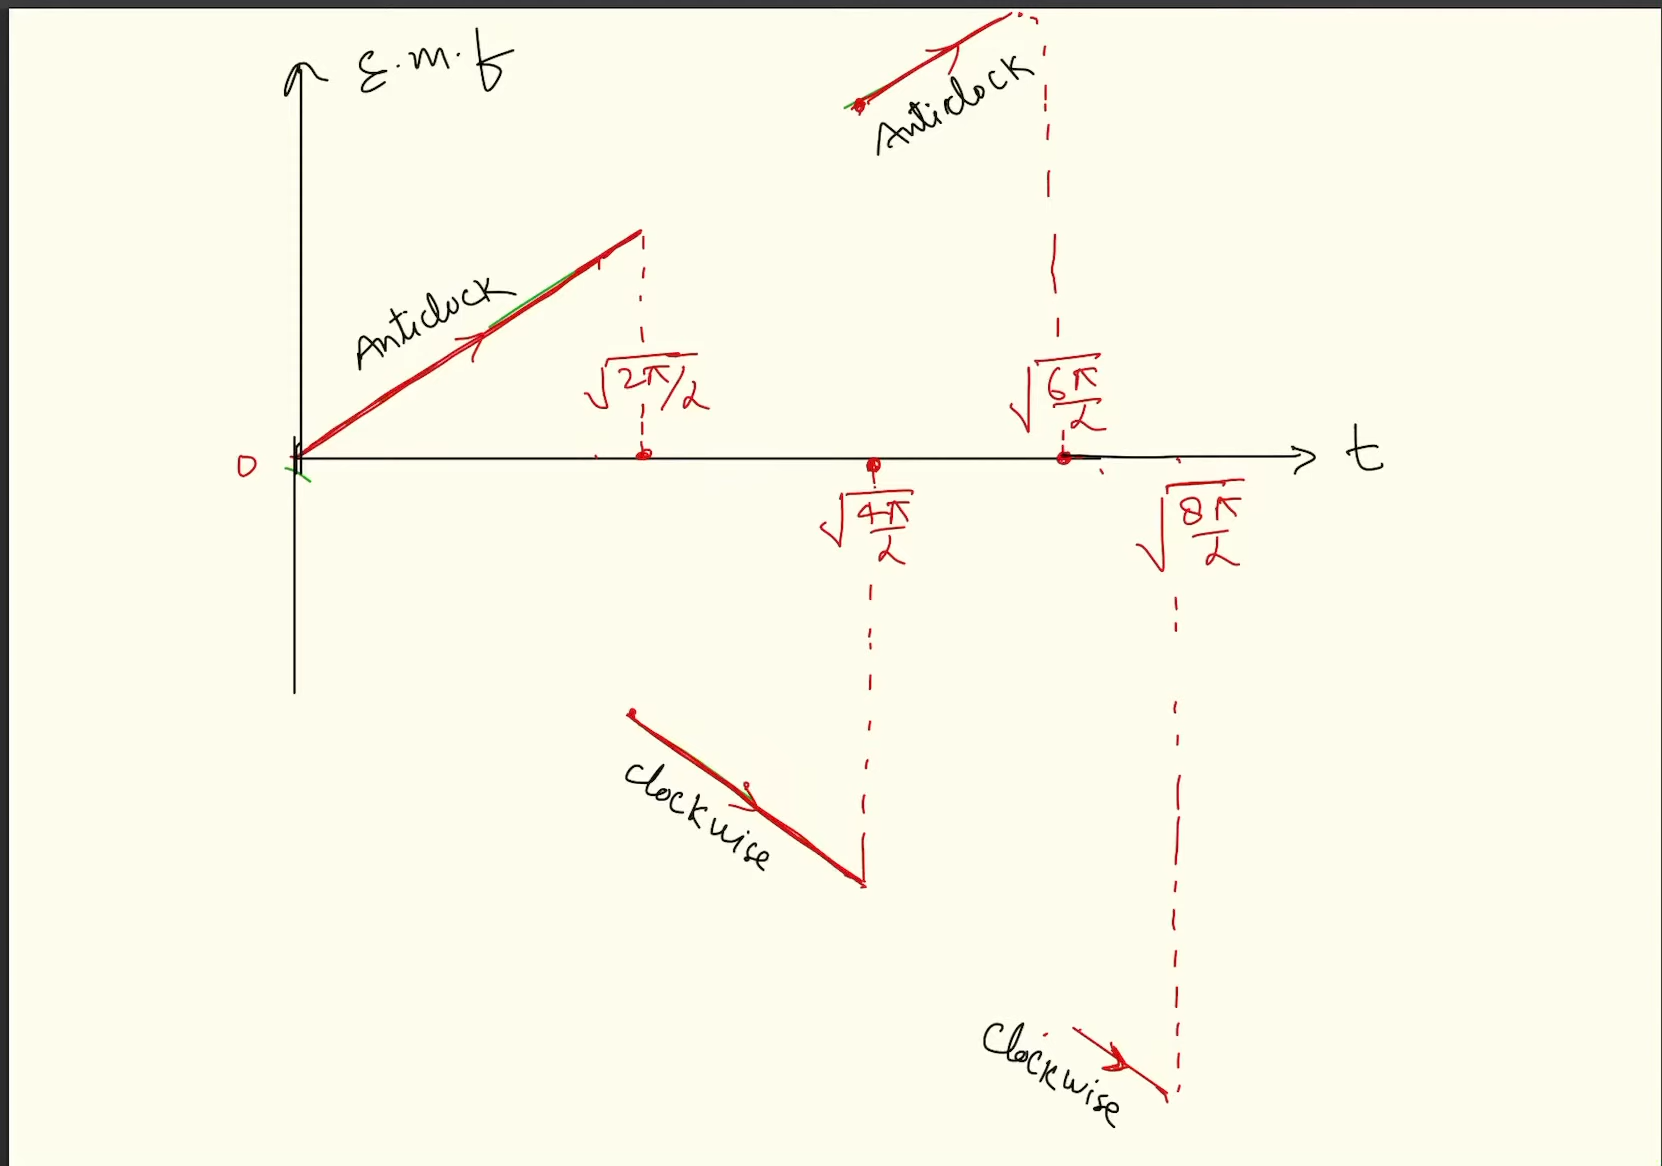 ε.m.f
Anticlock
Anticlock
√2π/α
√6π/α
0
t
√4π/α
√8π/α
Clockwise
Clockwise